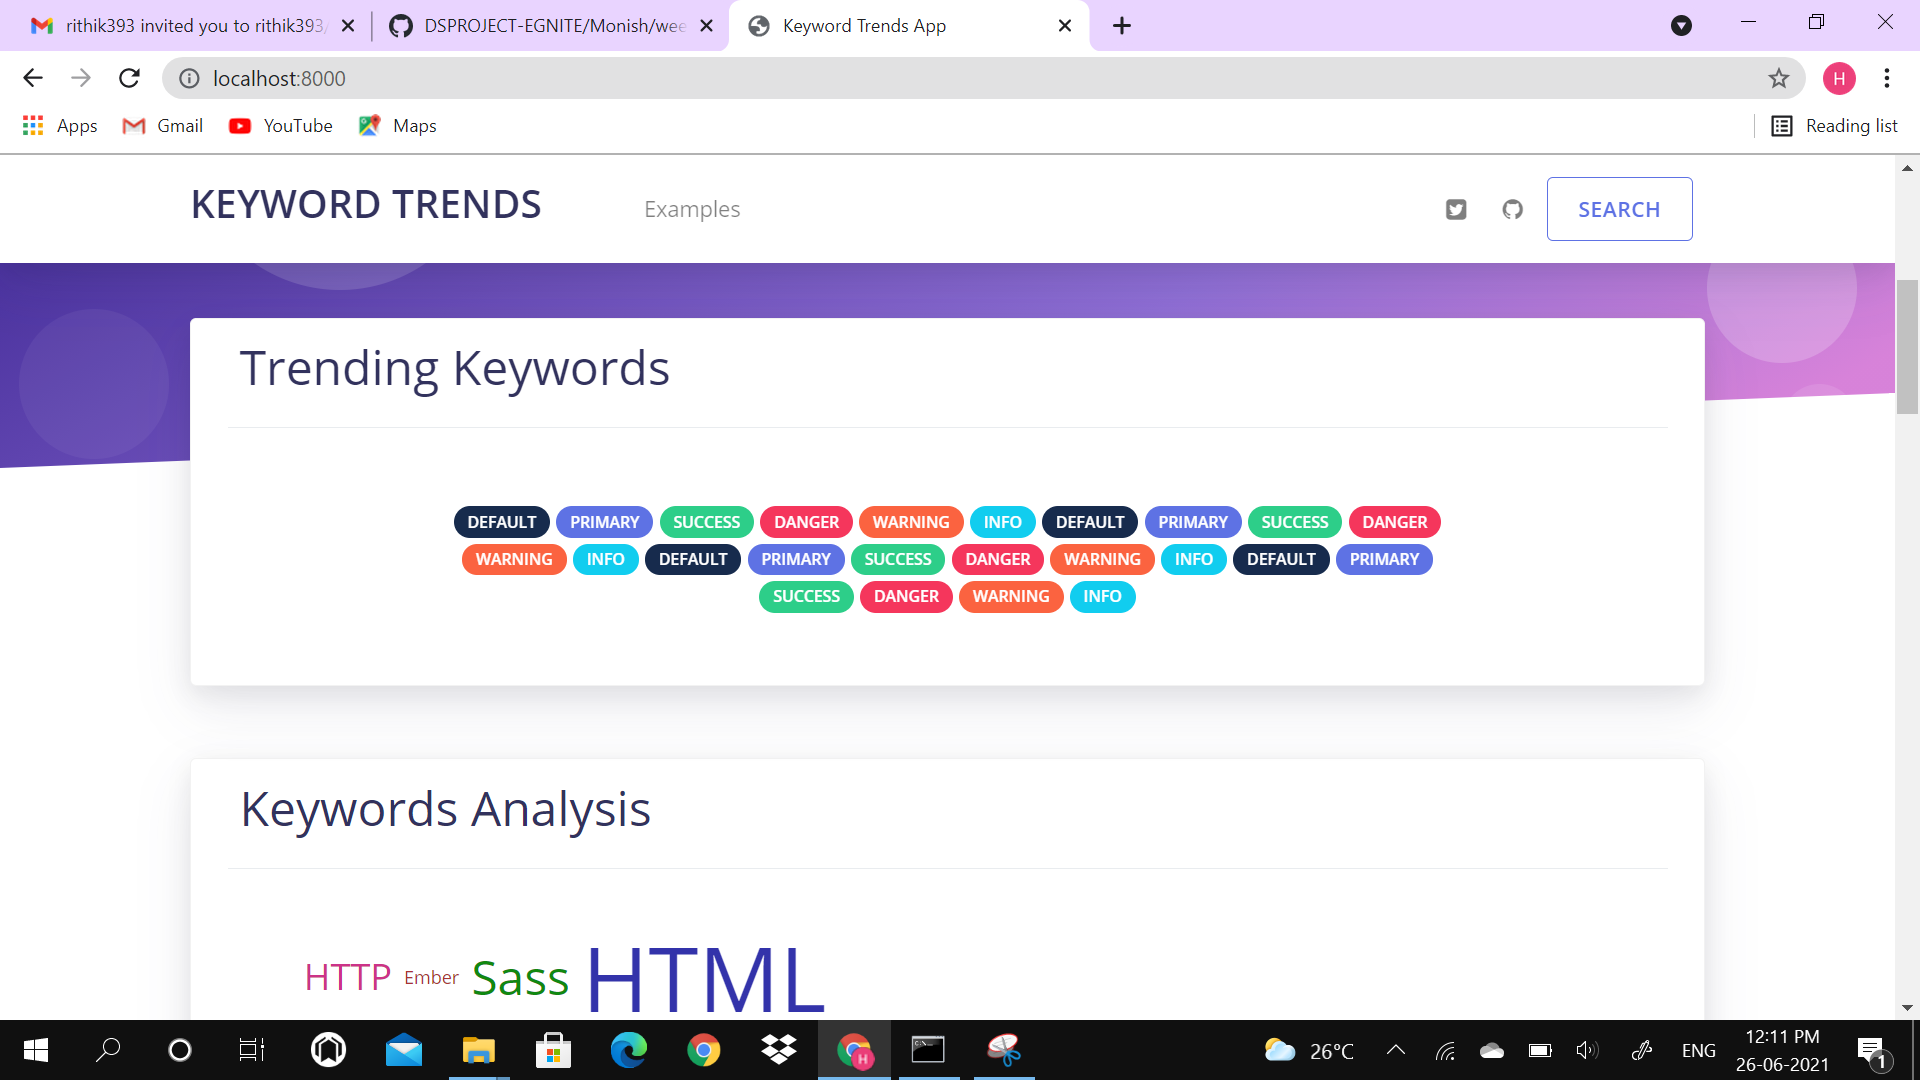 rithik393 invited you to rithik393/
DSPROJECT-EGNITE/Monish/wee
Keyword Trends App
localhost:8000
H
Apps
Gmail
YouTube
Maps
Reading list
KEYWORD TRENDS
Examples
SEARCH
Trending Keywords
DEFAULT PRIMARY SUCCESS DANGER WARNING INFO DEFAULT PRIMARY SUCCESS DANGER
WARNING INFO DEFAULT PRIMARY SUCCESS DANGER WARNING INFO DEFAULT PRIMARY
SUCCESS DANGER WARNING INFO
Keywords Analysis
HTTP Ember Sass HTML
H
26°C
ENG
12:11 PM
26-06-2021
1